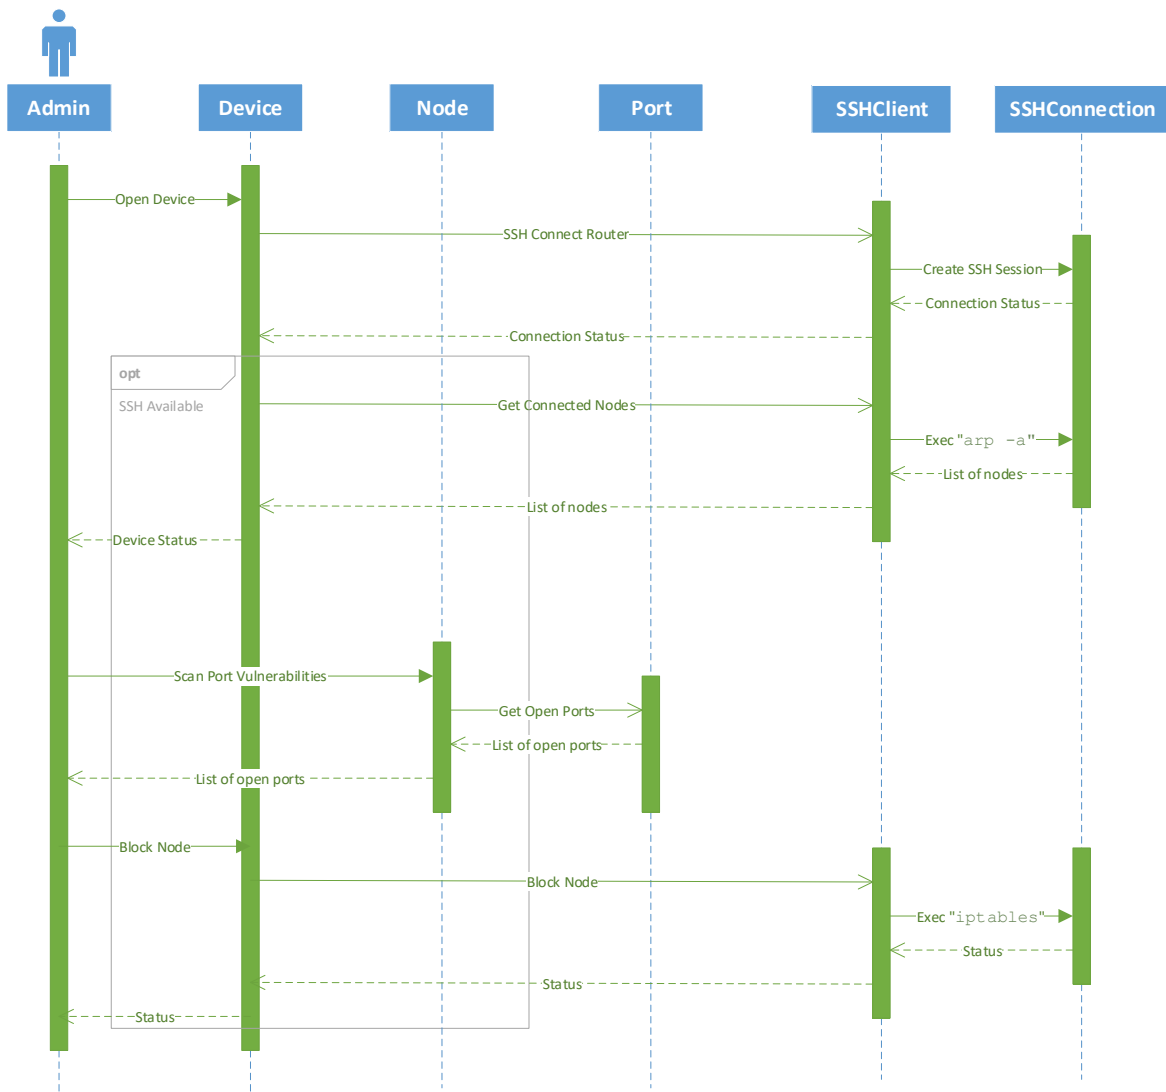 Admin
Device
Node
Port
SSHClient
SSHConnection
Open Device
SSH Connect Router
Create SSH Session
Connection Status
Connection Status
opt
SSH Available
Get Connected Nodes
Exec "arp -a"
List of nodes
List of nodes
Device Status
Scan Port Vulnerabilities
Get Open Ports
List of open ports
List of open ports
Block Node
Block Node
Exec "iptables"
Status
Status
Status